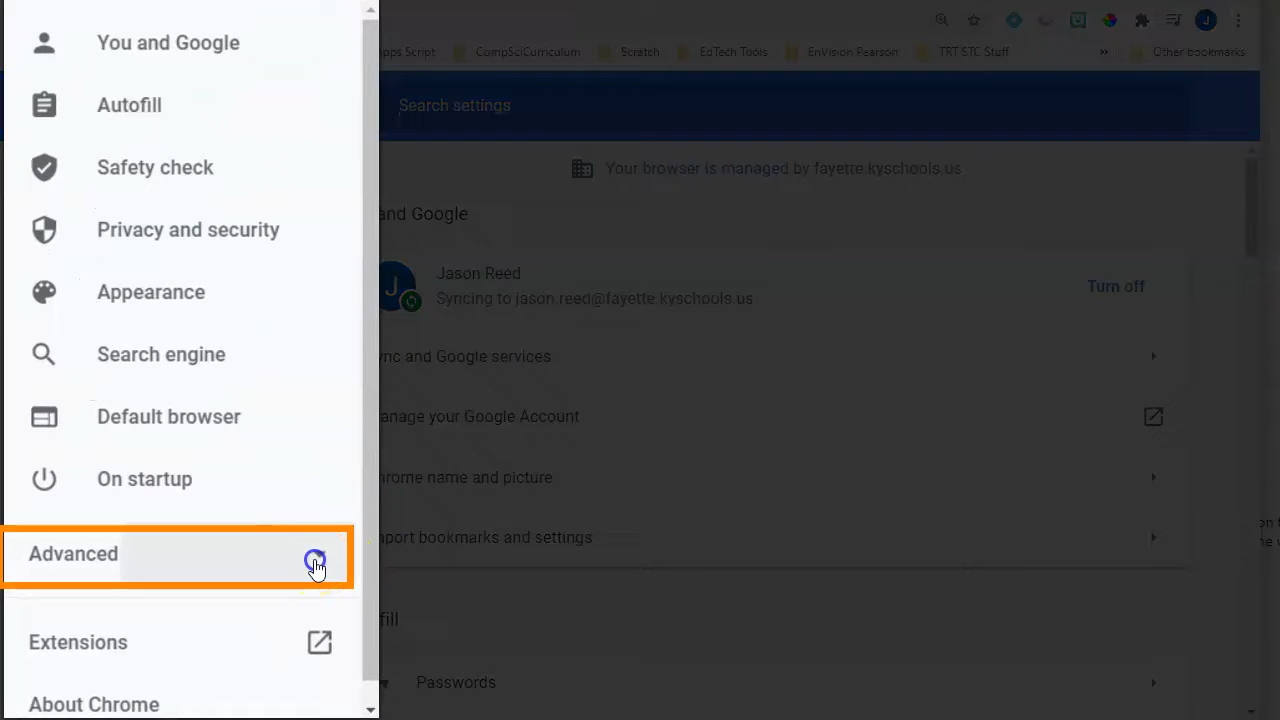 You and Google
Autofill
Safety check
Privacy and security
Appearance
Search engine
Default browser
On startup
Advanced
Extensions
About Chrome
J
apps Script
CompSciCurriculum
Scratch
EdTech Tools
EnVision Pearson
TRT STC Stuff
»
Other bookmarks
Search settings
Your browser is managed by fayette.kyschools.us
and Google
J
Jason Reed
Syncing to jason.reed@fayette.kyschools.us
Turn off
ync and Google services
anage your Google Account
hrome name and picture
mport bookmarks and settings
fill
Passwords